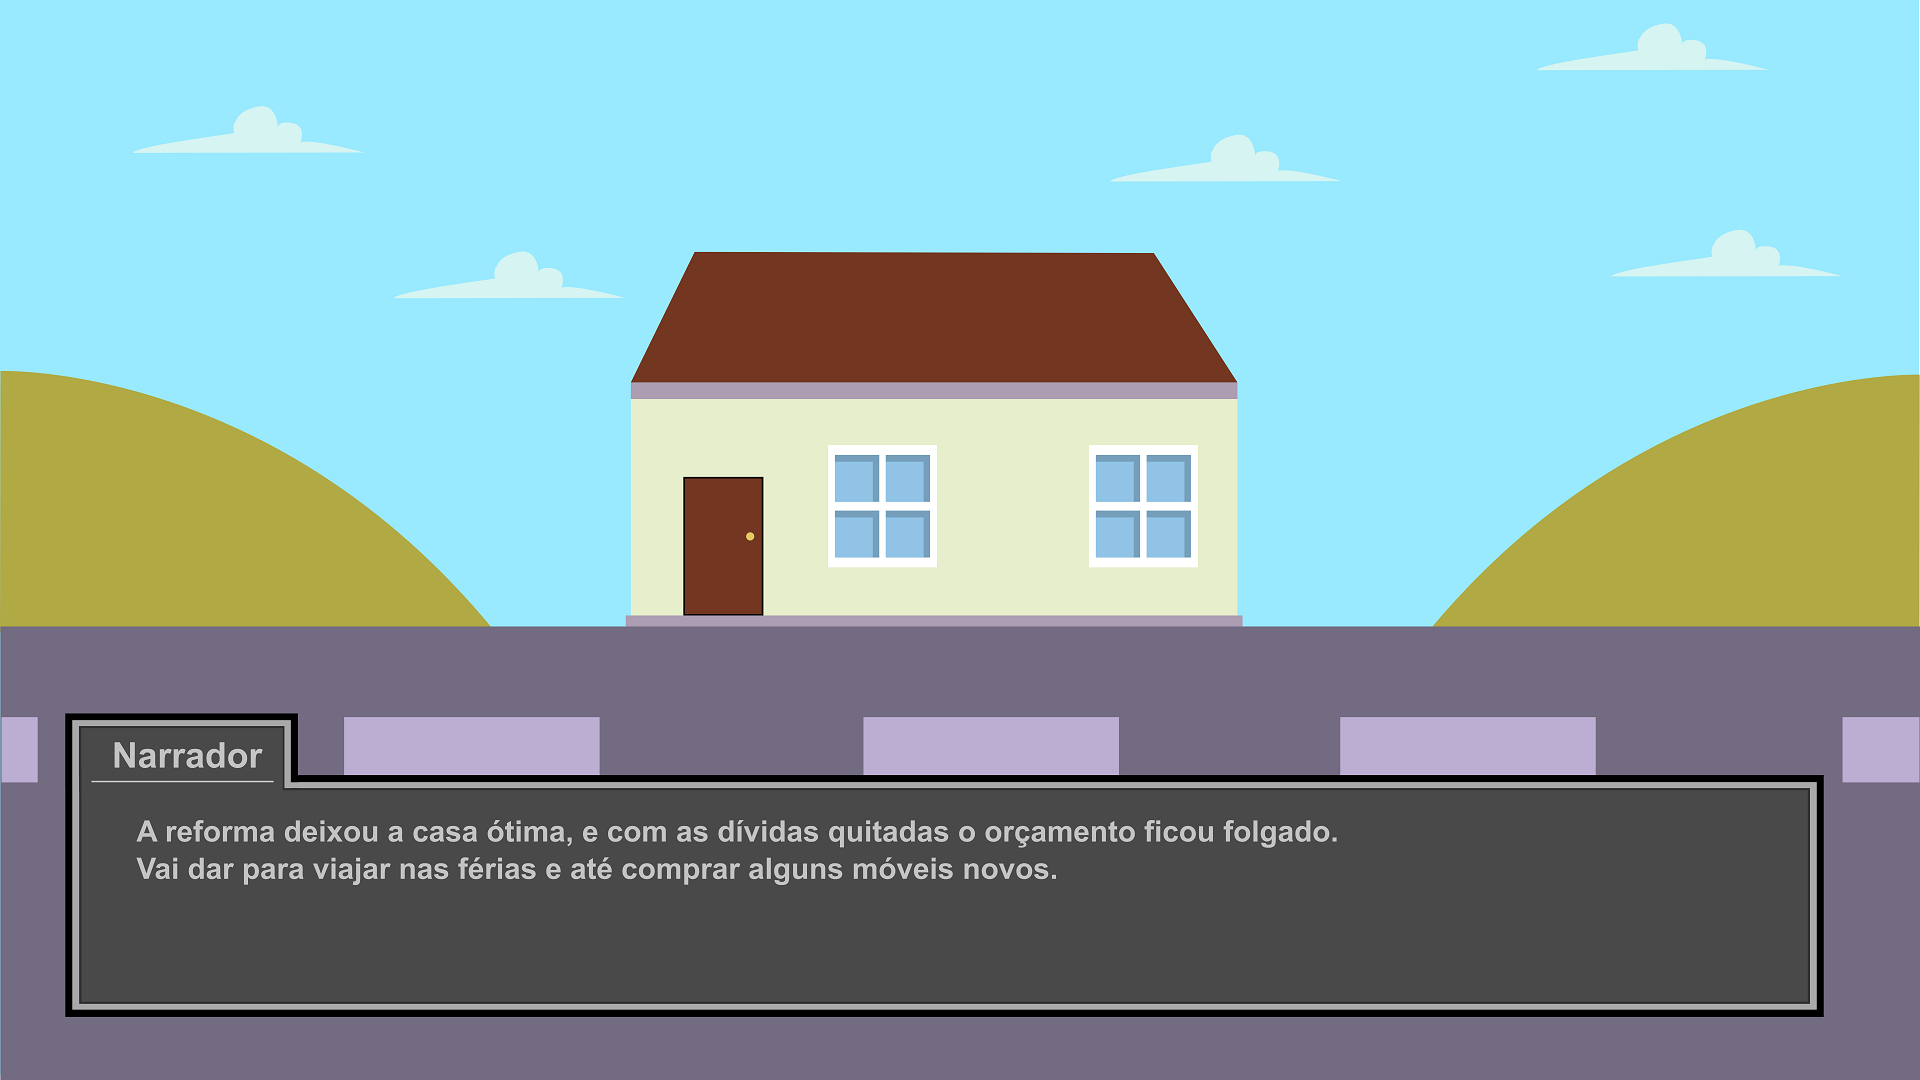 Narrador
A reforma deixou a casa ótima, e com as dívidas quitadas o orçamento ficou folgado.
Vai dar para viajar nas férias e até comprar alguns móveis novos.